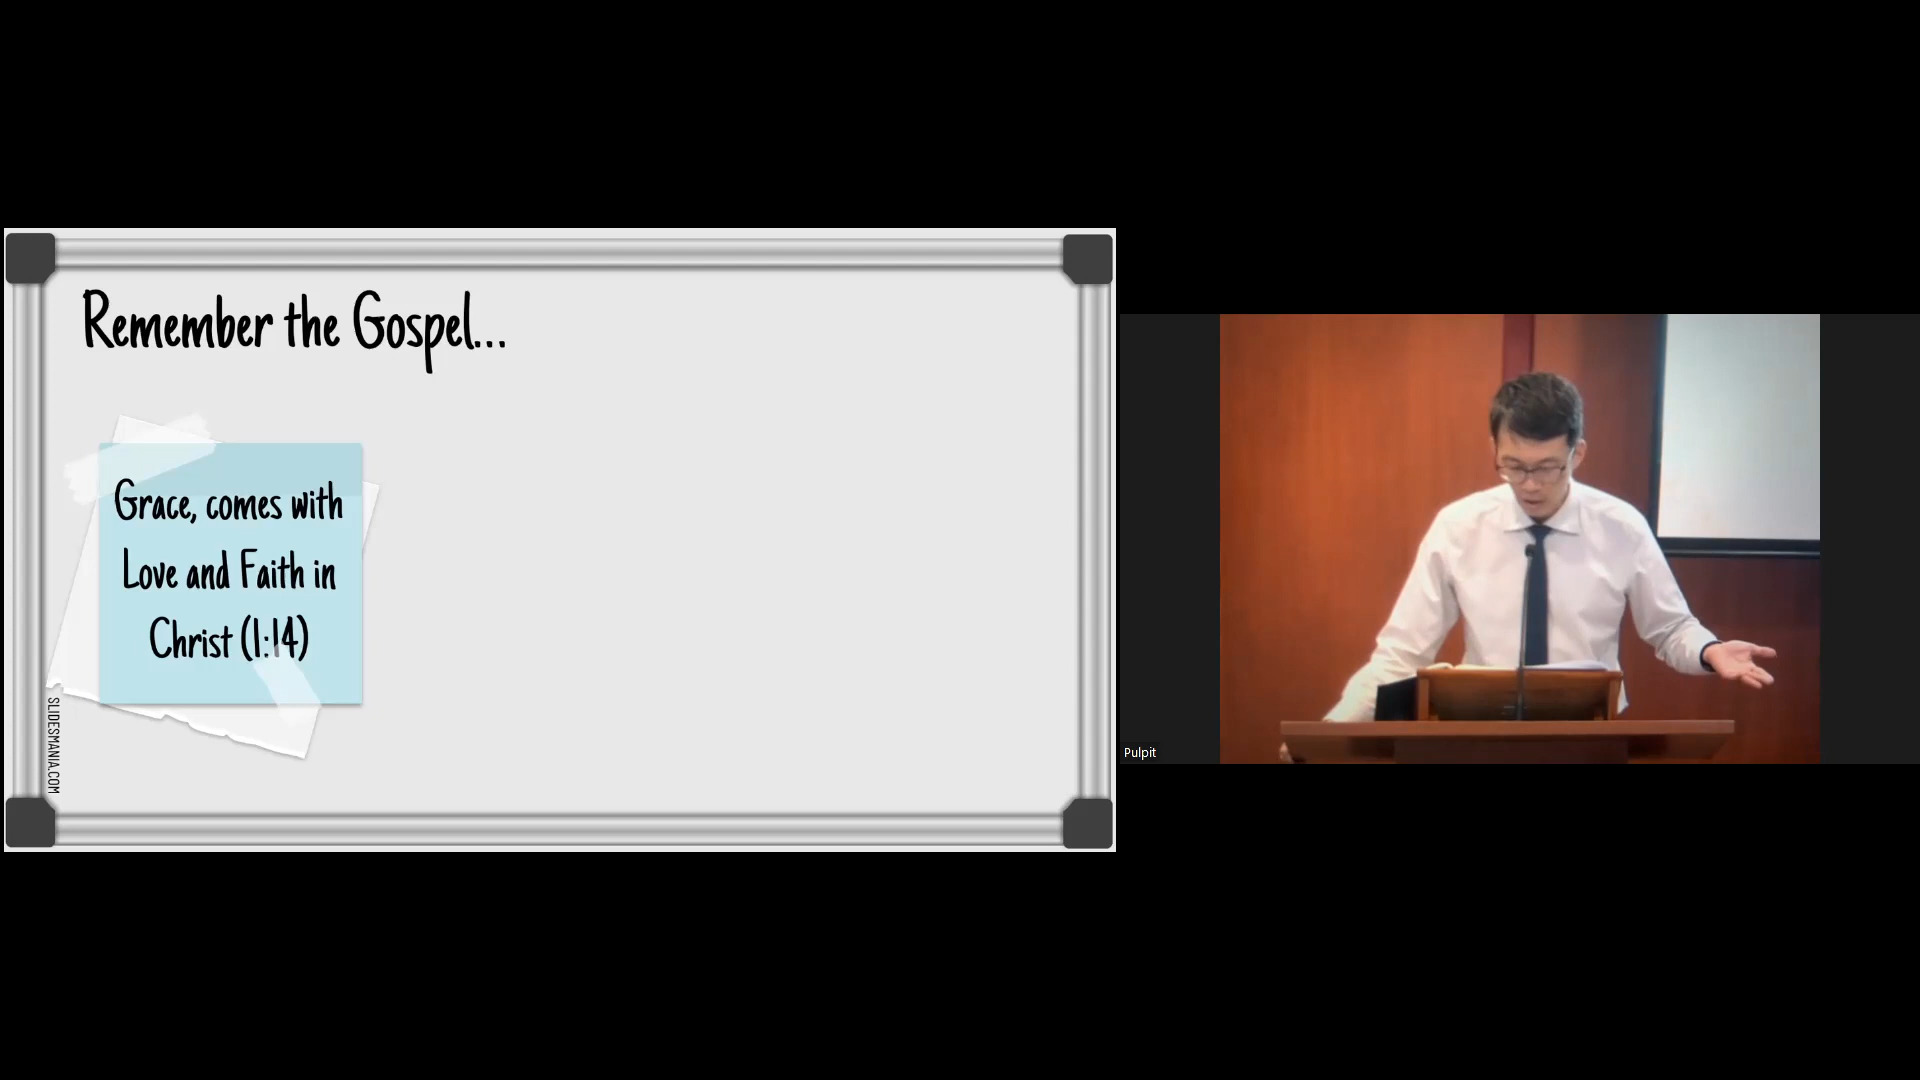 Remember the Gospel...
Grace, comes with
Love and Faith in
Christ (1:14)
SLIDESMANIA.COM
Pulpit